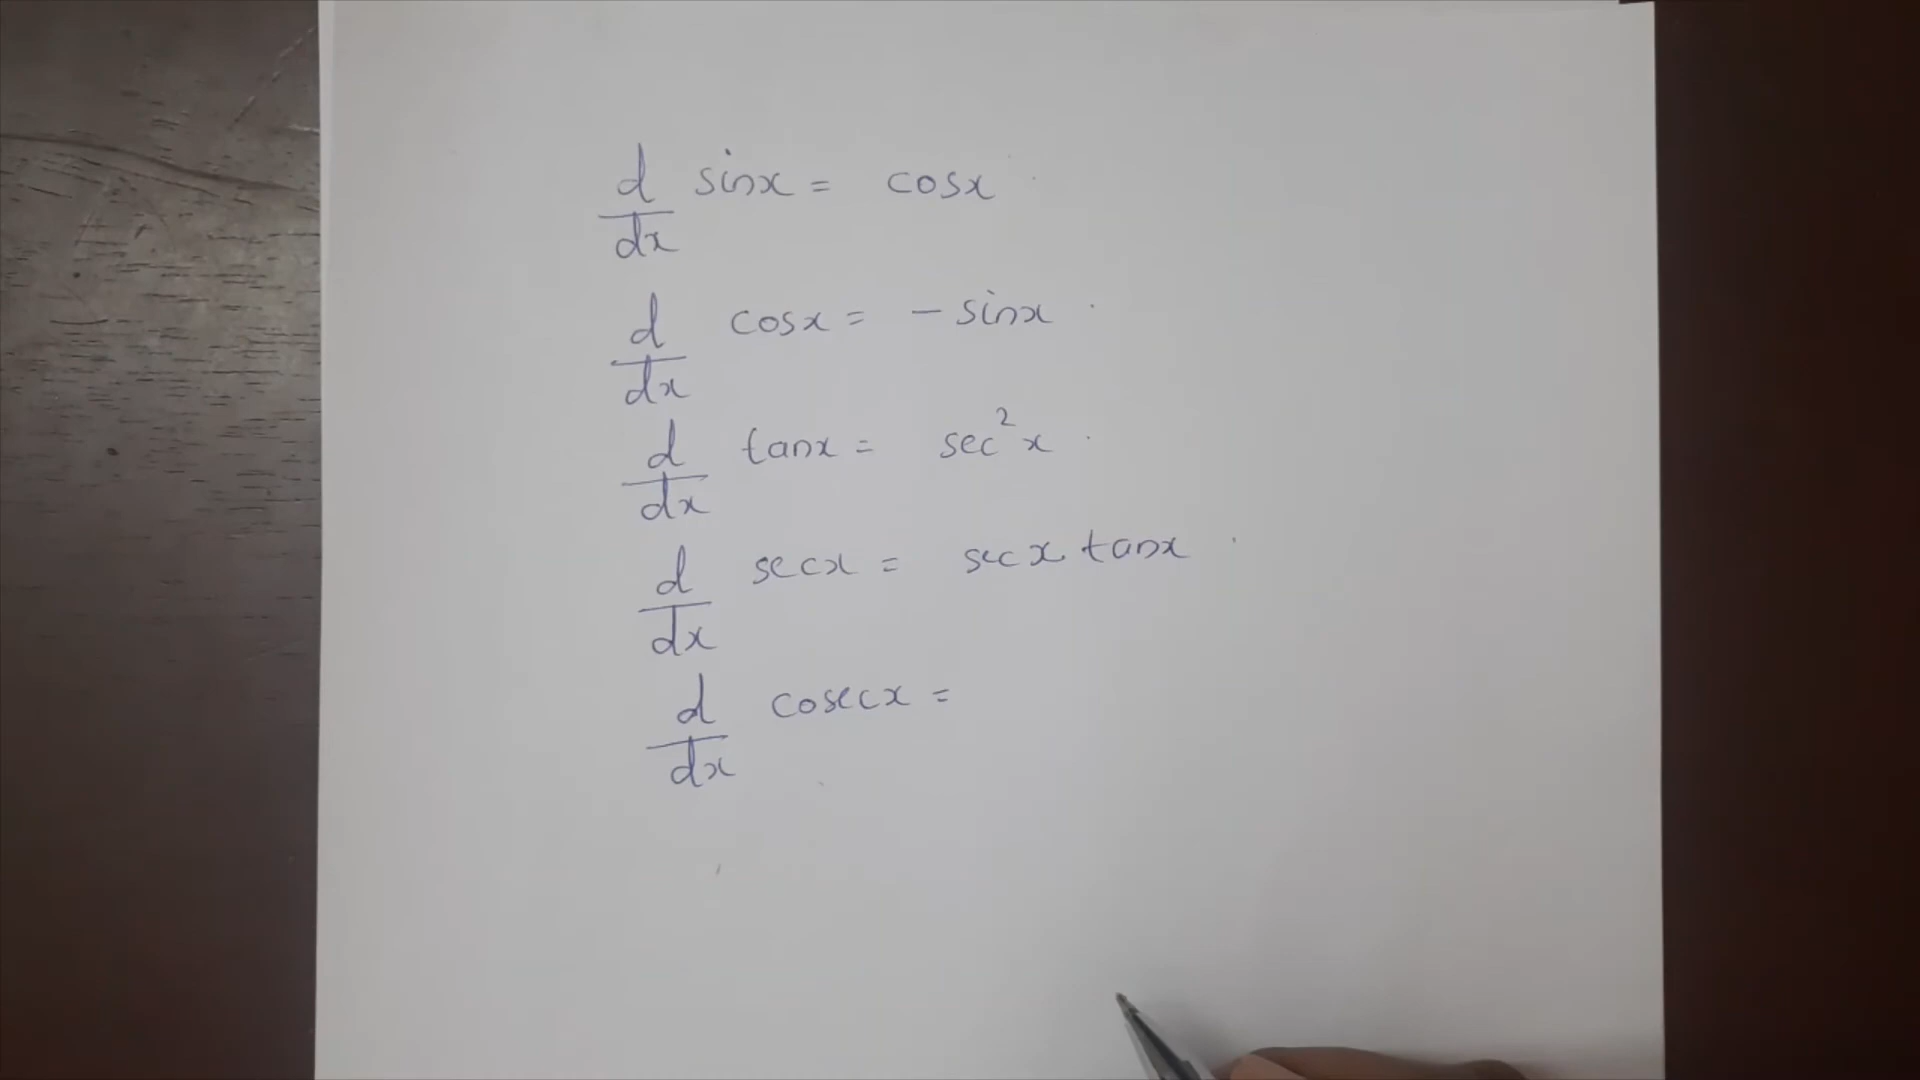 d/dx sinx = cosx
d/dx cosx = - sinx
d/dx tanx = sec²x
d/dx secx = secx tanx
d/dx cosecx =